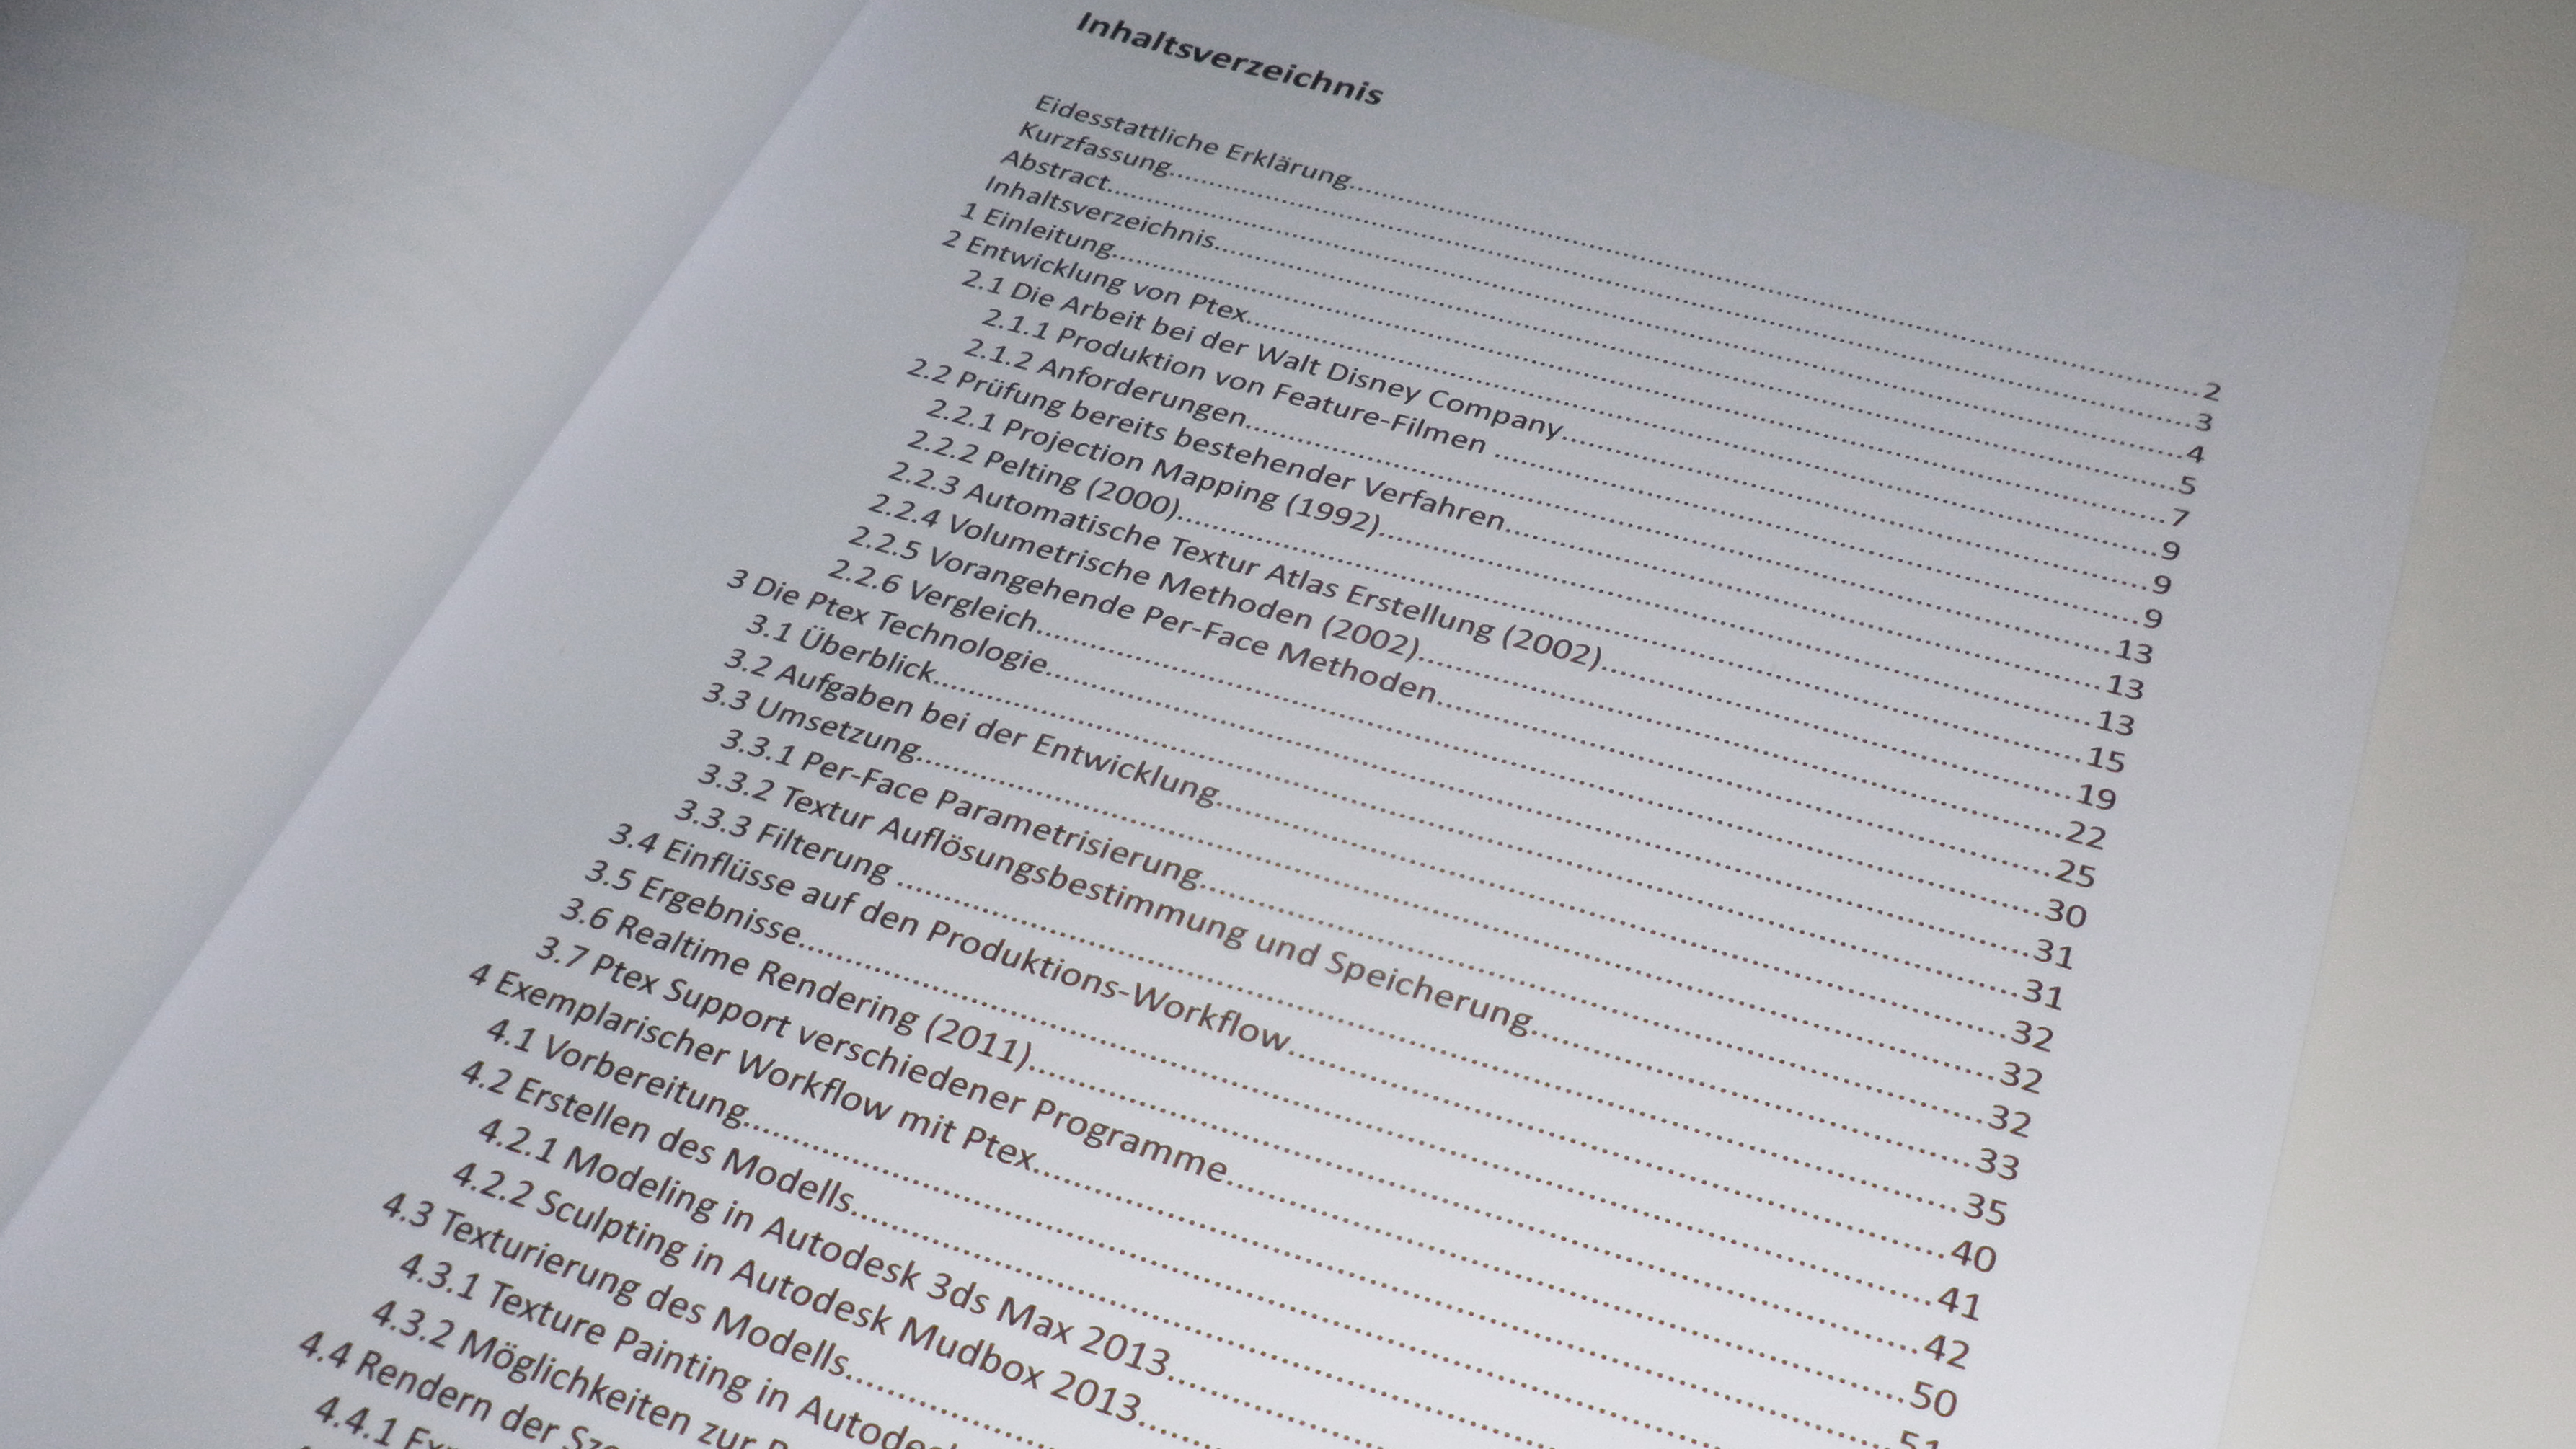 Inhaltsverzeichnis
Eidesstattliche Erklärung..........2
Kurzfassung..........3
Abstract..........4
Inhaltsverzeichnis..........5
1 Einleitung..........7
2 Entwicklung von Ptex..........9
2.1 Die Arbeit bei der Walt Disney Company..........9
2.1.1 Produktion von Feature-Filmen ..........9
2.1.2 Anforderungen..........13
2.2 Prüfung bereits bestehender Verfahren..........13
2.2.1 Projection Mapping (1992)..........13
2.2.2 Pelting (2000)..........15
2.2.3 Automatische Textur Atlas Erstellung (2002)..........19
2.2.4 Volumetrische Methoden (2002)..........22
2.2.5 Vorangehende Per-Face Methoden..........25
2.2.6 Vergleich..........30
3 Die Ptex Technologie..........31
3.1 Überblick..........31
3.2 Aufgaben bei der Entwicklung..........32
3.3 Umsetzung..........32
3.3.1 Per-Face Parametrisierung..........32
3.3.2 Textur Auflösungsbestimmung und Speicherung..........33
3.3.3 Filterung ..........35
3.4 Einflüsse auf den Produktions-Workflow..........40
3.5 Ergebnisse..........41
3.6 Realtime Rendering (2011)..........42
3.7 Ptex Support verschiedener Programme..........50
4 Exemplarischer Workflow mit Ptex..........51
4.1 Vorbereitung..........
4.2 Erstellen des Modells..........
4.2.1 Modeling in Autodesk 3ds Max 2013..........
4.2.2 Sculpting in Autodesk Mudbox 2013..........
4.3 Texturierung des Modells..........
4.3.1 Texture Painting in Autodesk
4.3.2 Möglichkeiten zur
4.4 Rendern der
4.4.1